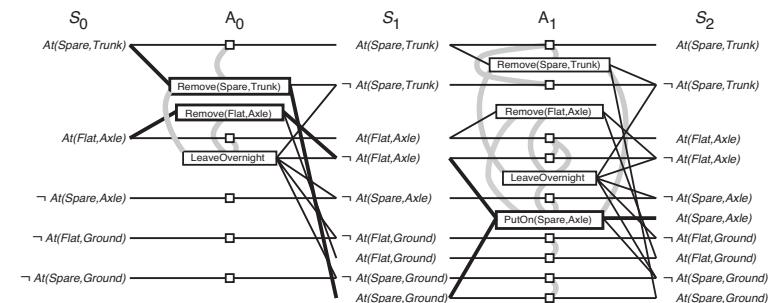 S0 A0 S1 A1 S2
At(Spare,Trunk) At(Spare,Trunk) At(Spare,Trunk)
Remove(Spare,Trunk)
Remove(Spare,Trunk) ¬ At(Spare,Trunk) ¬ At(Spare,Trunk)
Remove(Flat,Axle) Remove(Flat,Axle)
At(Flat,Axle) At(Flat,Axle) At(Flat,Axle)
LeaveOvernight ¬ At(Flat,Axle) ¬ At(Flat,Axle)
LeaveOvernight
¬ At(Spare,Axle) ¬ At(Spare,Axle) ¬ At(Spare,Axle)
PutOn(Spare,Axle) At(Spare,Axle)
¬ At(Flat,Ground) ¬ At(Flat,Ground) ¬ At(Flat,Ground)
At(Flat,Ground) At(Flat,Ground)
¬ At(Spare,Ground) ¬ At(Spare,Ground) ¬ At(Spare,Ground)
At(Spare,Ground) At(Spare,Ground)